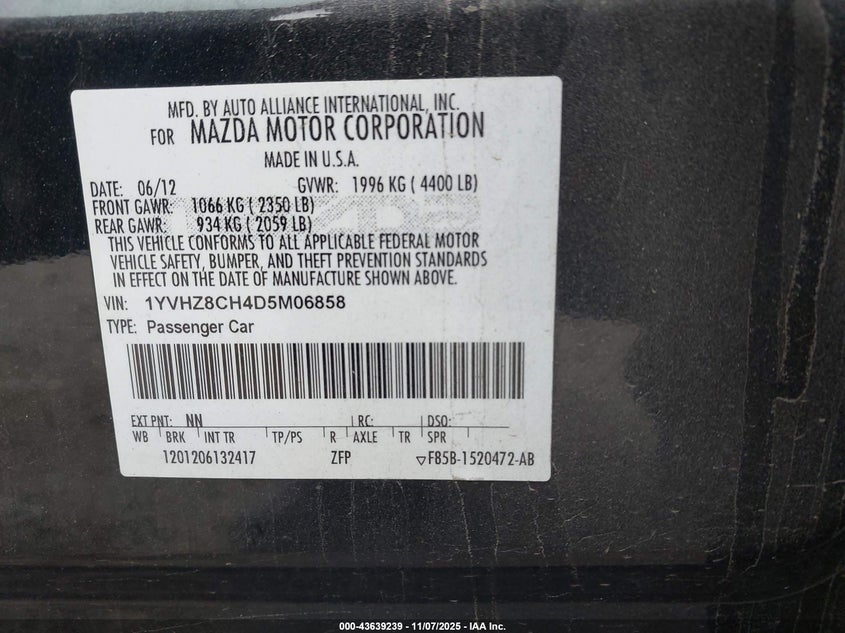 MFD. BY AUTO ALLIANCE INTERNATIONAL, INC.
FOR MAZDA MOTOR CORPORATION
MADE IN U.S.A.
DATE: 06/12 GVWR: 1996 KG ( 4400 LB)
FRONT GAWR: 1066 KG ( 2350 LB)
REAR GAWR: 934 KG ( 2059 LB)
THIS VEHICLE CONFORMS TO ALL APPLICABLE FEDERAL MOTOR
VEHICLE SAFETY, BUMPER, AND THEFT PREVENTION STANDARDS
IN EFFECT ON THE DATE OF MANUFACTURE SHOWN ABOVE.
VIN: 1YVHZ8CH4D5M06858
TYPE: Passenger Car
EXT PNT: NN RC: DSO:
WB BRK INT TR TP/PS R AXLE TR SPR
1201206132417 ZFP ▽F85B-1520472-AB
000-43639239 - 11/07/2025 - IAA Inc.